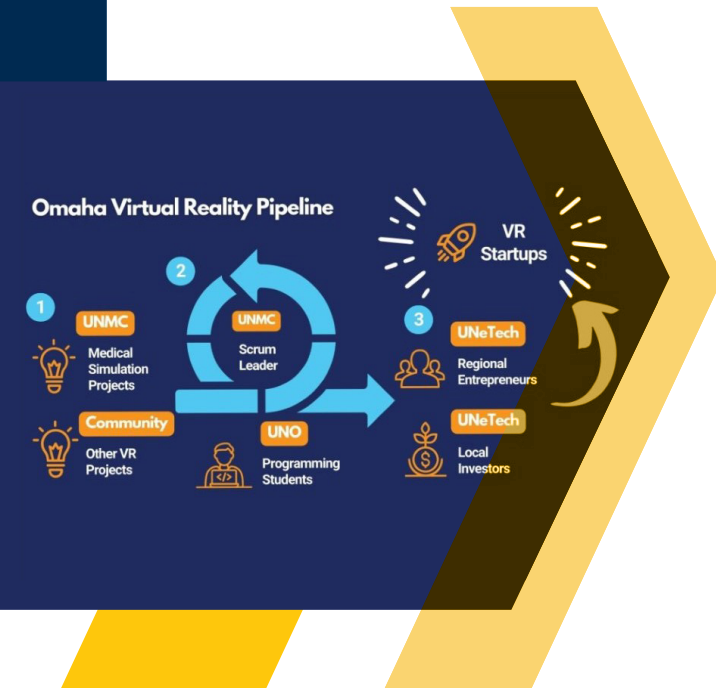 Omaha Virtual Reality Pipeline
1
UNMC
Medical
Simulation
Projects
Community
Other VR
Projects
2
UNMC
Scrum
Leader
UNO
</>
Programming
Students
VR
Startups
3
UNeTech
Regional
Entrepreneurs
UNeTech
$
Local
Investors